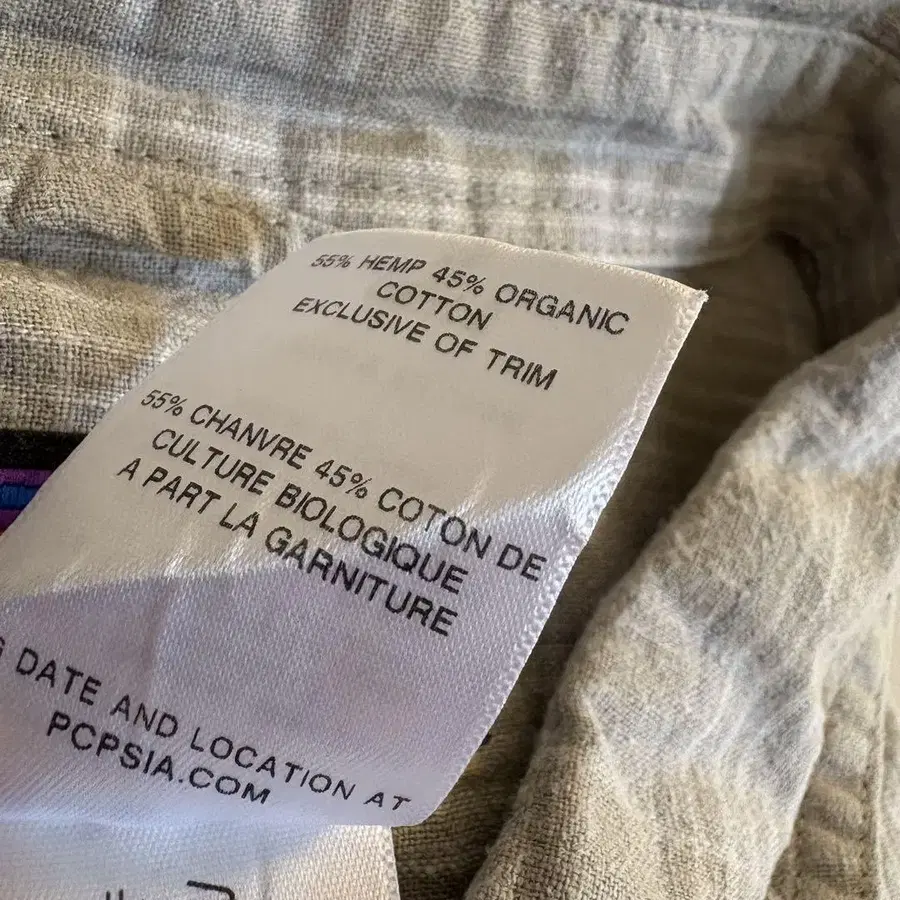 55% HEMP 45% ORGANIC
COTTON
EXCLUSIVE OF TRIM
55% CHANVRE 45% COTON DE
CULTURE BIOLOGIQUE
A PART LA GARNITURE
DATE AND LOCATION AT
PCPSIA.COM